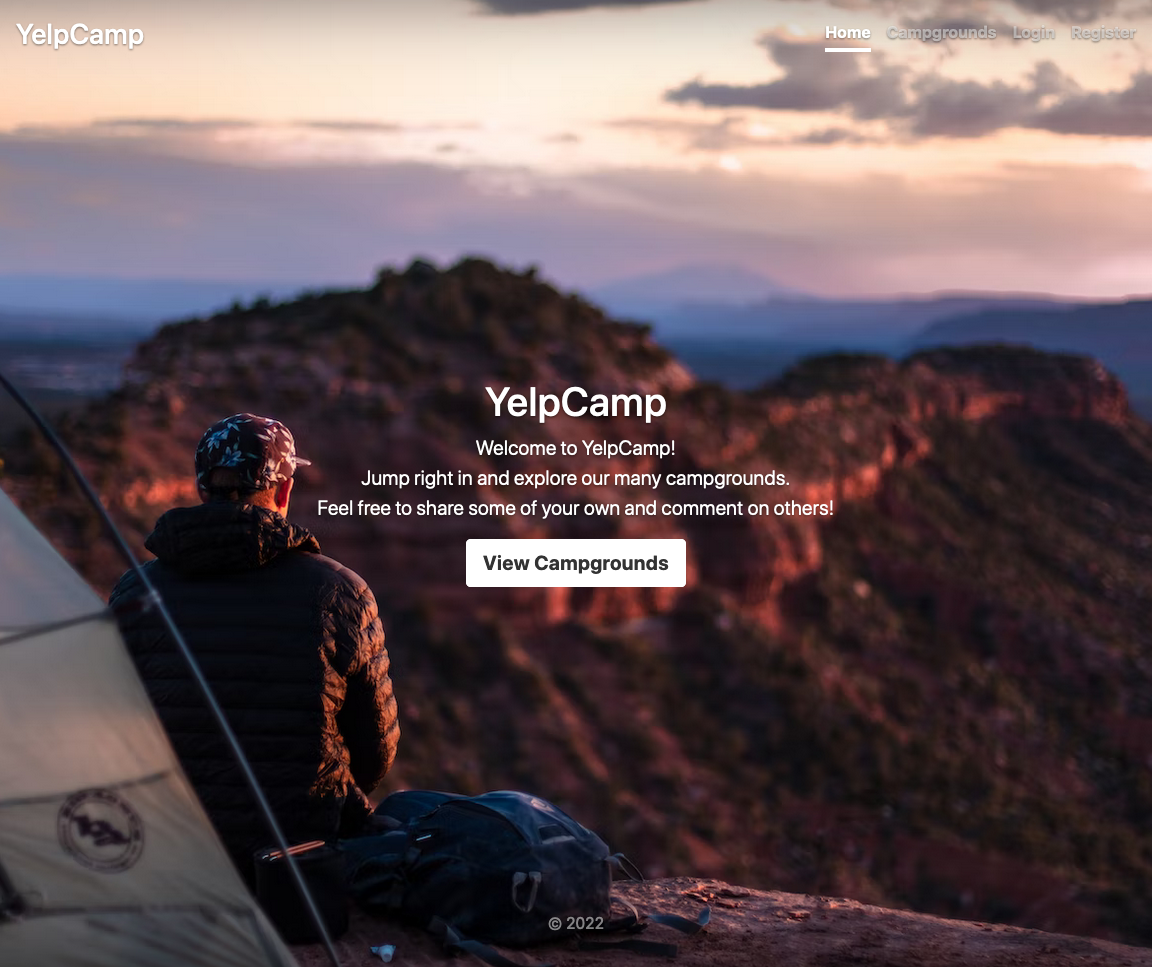 YelpCamp
Home Campgrounds Login Register
YelpCamp
Welcome to YelpCamp!
Jump right in and explore our many campgrounds.
Feel free to share some of your own and comment on others!
View Campgrounds
© 2022